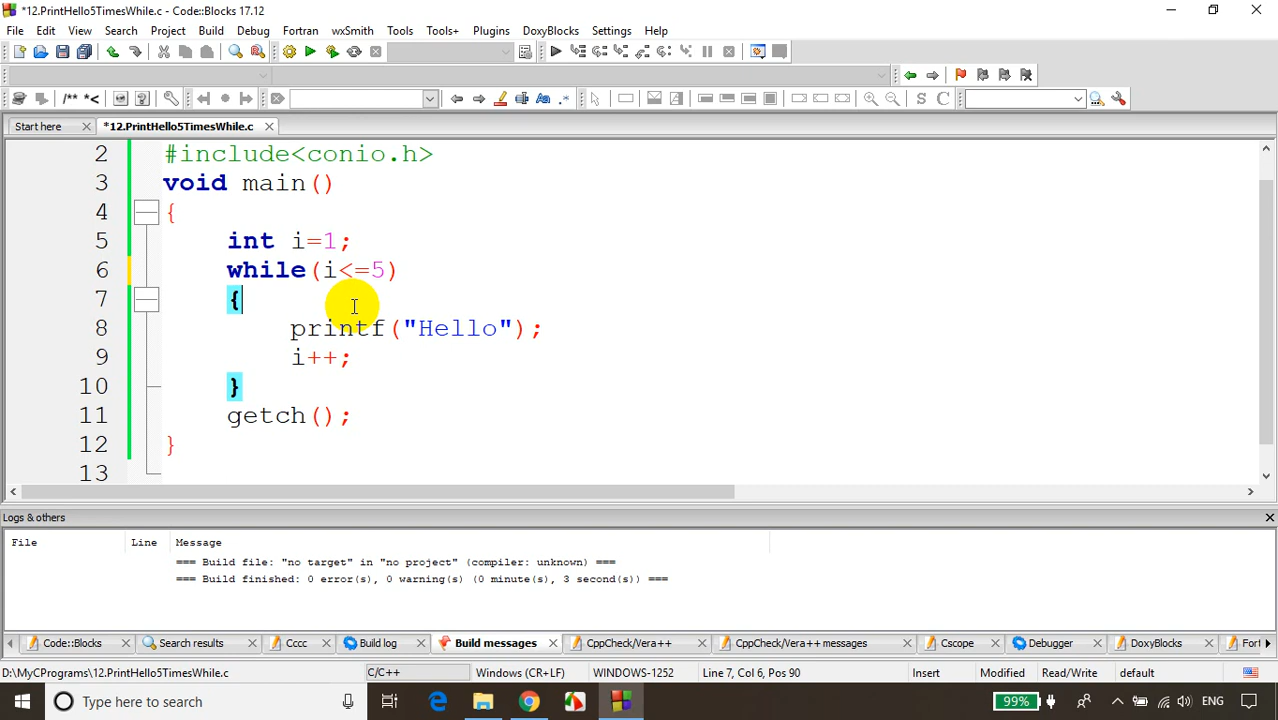 *12.PrintHello5TimesWhile.c - Code::Blocks 17.12
File Edit View Search Project Build Debug Fortran wxSmith Tools Tools+ Plugins DoxyBlocks Settings Help
/** *<
S C
Start here *12.PrintHello5TimesWhile.c
2 #include<conio.h>
3 void main()
4 {
5 int i=1;
6 while(i<=5)
7 {
8 printf("Hello");
9 i++;
10 }
11 getch();
12 }
13
Logs & others
File Line Message
=== Build file: "no target" in "no project" (compiler: unknown) ===
=== Build finished: 0 error(s), 0 warning(s) (0 minute(s), 3 second(s)) ===
Code::Blocks Search results Cccc Build log Build messages CppCheck/Vera++ CppCheck/Vera++ messages Cscope Debugger DoxyBlocks Fort
D:\MyCPrograms\12.PrintHello5TimesWhile.c C/C++ Windows (CR+LF) WINDOWS-1252 Line 7, Col 6, Pos 90 Insert Modified Read/Write default
Type here to search 99% ENG